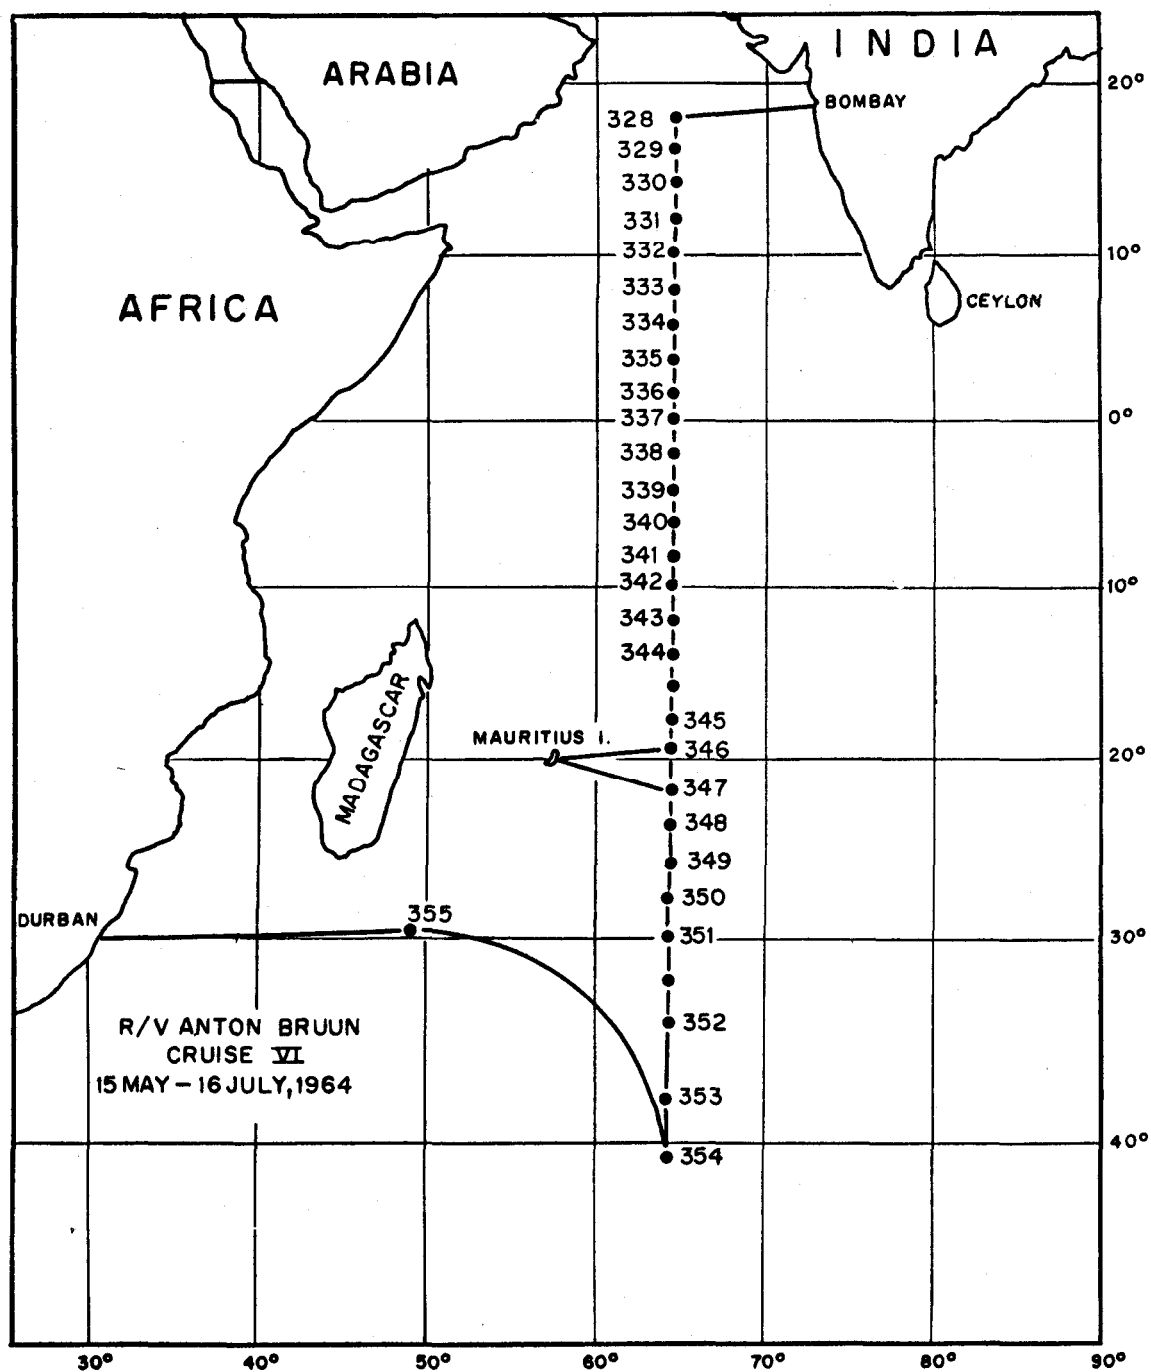 INDIA
ARABIA
20°
BOMBAY
328
329
330
331
332
10°
333
AFRICA
CEYLON
334
335
336
337
0°
338
339
340
341
342
10°
343
344
MADAGASCAR
345
MAURITIUS I.
346
20°
347
348
349
350
355
DURBAN
351
30°
R/V ANTON BRUUN
CRUISE VI
15 MAY – 16 JULY, 1964
352
353
40°
354
30° 40° 50° 60° 70° 80° 90°